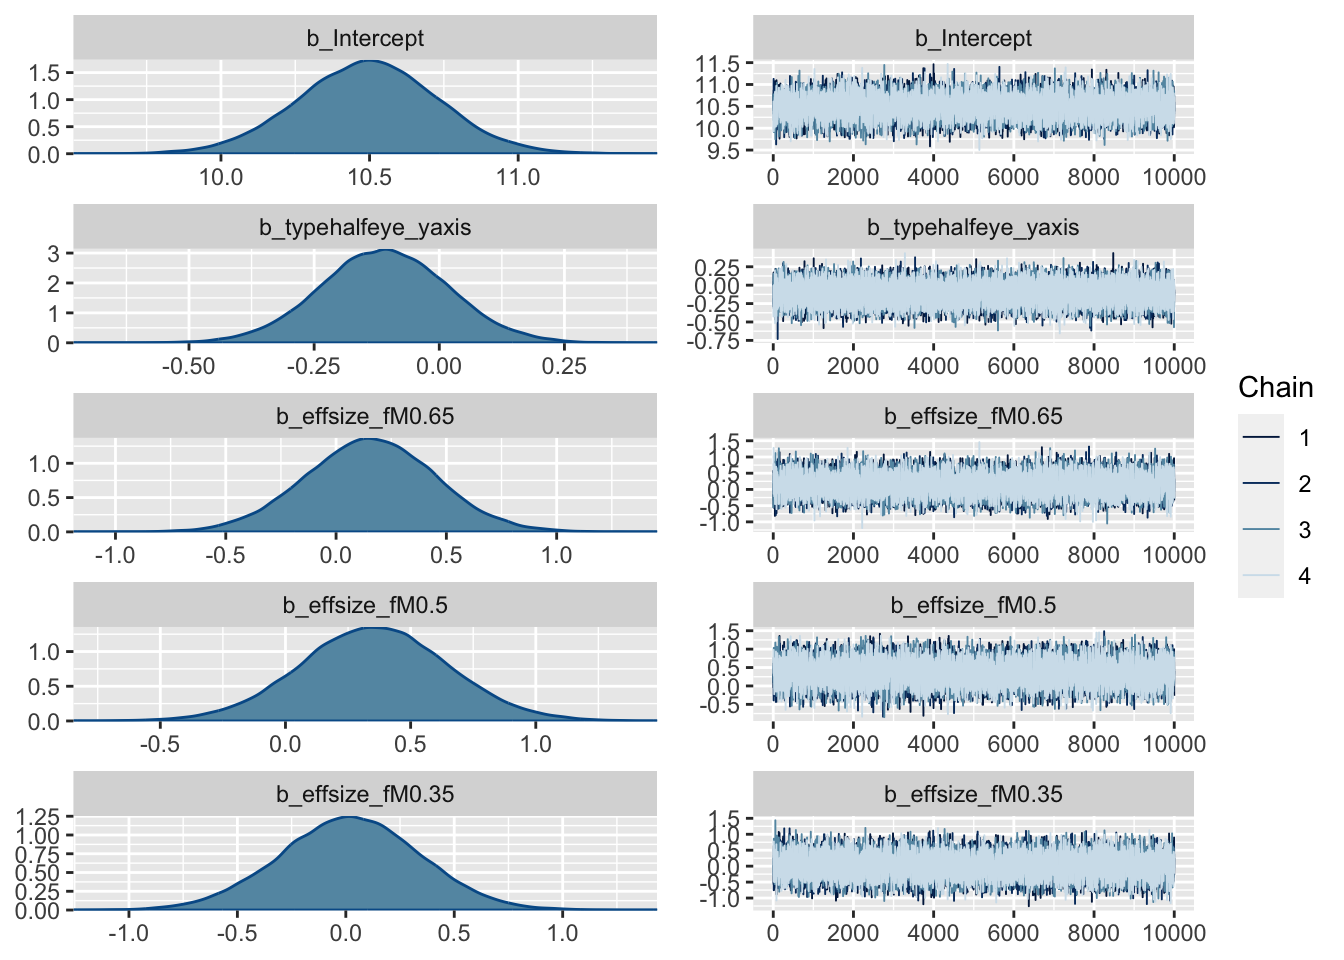 b_Intercept
1.5
1.0
0.5
0.0
10.0 10.5 11.0
b_Intercept
11.5
11.0
10.5
10.0
9.5
0 2000 4000 6000 8000 10000
b_typehalfeye_yaxis
3
2
1
0
-0.50 -0.25 0.00 0.25
b_typehalfeye_yaxis
0.25
0.00
-0.25
-0.50
-0.75
0 2000 4000 6000 8000 10000
b_effsize_fM0.65
1.0
0.5
0.0
-1.0 -0.5 0.0 0.5 1.0
b_effsize_fM0.65
1.5
1.0
0.5
0.0
-0.5
-1.0
0 2000 4000 6000 8000 10000
b_effsize_fM0.5
1.0
0.5
0.0
-0.5 0.0 0.5 1.0
b_effsize_fM0.5
1.5
1.0
0.5
0.0
-0.5
0 2000 4000 6000 8000 10000
b_effsize_fM0.35
1.25
1.00
0.75
0.50
0.25
0.00
-1.0 -0.5 0.0 0.5 1.0
b_effsize_fM0.35
1.5
1.0
0.5
0.0
-0.5
-1.0
0 2000 4000 6000 8000 10000
Chain
1
2
3
4